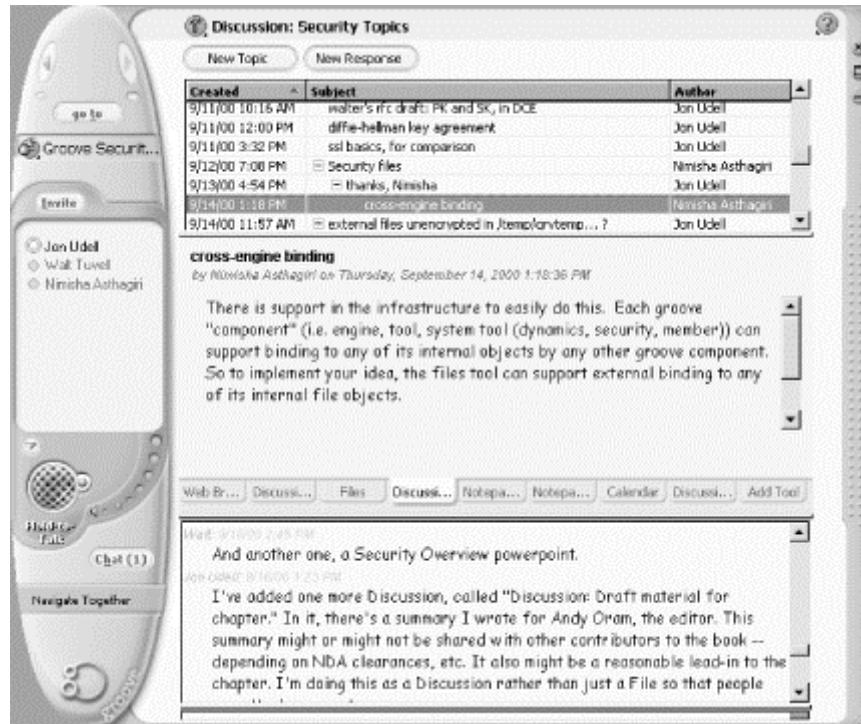 Discussion: Security Topics
New Topic
New Response
Created Subject Author
9/11/00 10:16 AM walter's rfc draft: PK and SK, in DCE Jon Udell
9/11/00 12:00 PM diffie-hellman key agreement Jon Udell
9/11/00 3:32 PM ssl basics, for comparison Jon Udell
9/12/00 7:08 PM Security files Nimisha Asthagiri
9/13/00 4:54 PM thanks, Nimisha Jon Udell
9/14/00 1:18 PM cross-engine binding Nimisha Asthagiri
9/14/00 11:57 AM external files unencrypted in ? Jon Udell
go to
Groove Securit...
Invite
Jon Udell
Walt Tuvell
Nimisha Asthagiri
cross-engine binding
by Nimisha Asthagiri on Thursday, September 14, 2000 1:18:36 PM
There is support in the infrastructure to easily do this. Each groove
"component" (i.e. engine, tool, system tool (dynamics, security, member)) can
support binding to any of its internal objects by any other groove component.
So to implement your idea, the files tool can support external binding to any
of its internal file objects.
Web Br... Discussi... Files Discussi... Notepa... Notepa... Calendar Discussi... Add Tool
Talk
Chat (1)
Navigate Together
groove
And another one, a Security Overview powerpoint.
Jon Udell:
I've added one more Discussion, called "Discussion: Draft material for
chapter." In it, there's a summary I wrote for Andy Oram, the editor. This
summary might or might not be shared with other contributors to the book --
depending on NDA clearances, etc. It also might be a reasonable lead-in to the
chapter. I'm doing this as a Discussion rather than just a File so that people